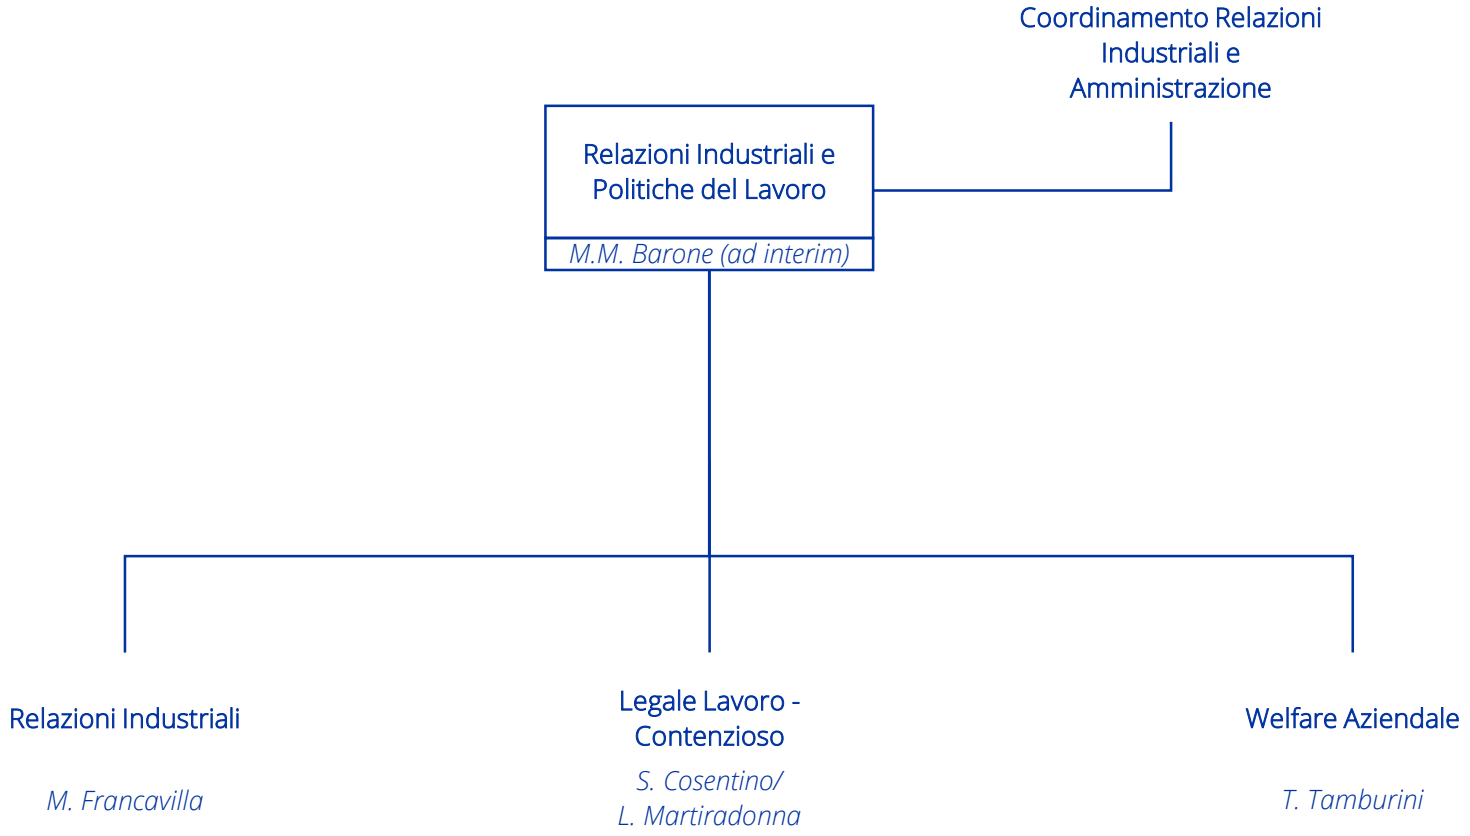 Coordinamento Relazioni
Industriali e
Amministrazione
Relazioni Industriali e
Politiche del Lavoro
M.M. Barone (ad interim)
Relazioni Industriali
M. Francavilla
Legale Lavoro -
Contenzioso
S. Cosentino/
L. Martiradonna
Welfare Aziendale
T. Tamburini